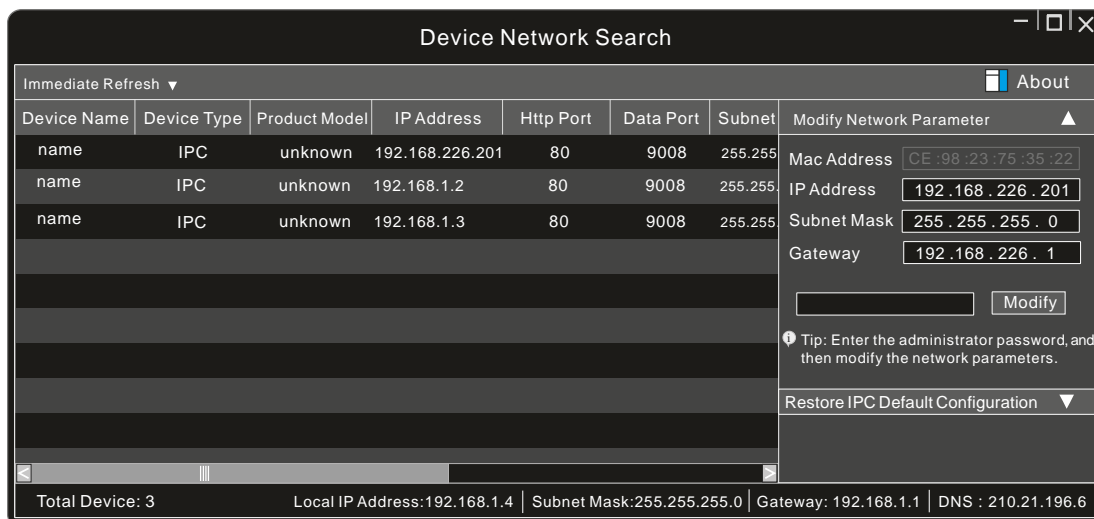 Device Network Search
Immediate Refresh ▼ About
Device Name Device Type Product Model IP Address Http Port Data Port Subnet
name IPC unknown 192.168.226.201 80 9008 255.255
name IPC unknown 192.168.1.2 80 9008 255.255.
name IPC unknown 192.168.1.3 80 9008 255.255.
Modify Network Parameter ▲
Mac Address CE :98 :23 :75 :35 :22
IP Address 192 .168 . 226 . 201
Subnet Mask 255 . 255 . 255 . 0
Gateway 192 .168 . 226 . 1
Modify
Tip: Enter the administrator password, and
then modify the network parameters.
Restore IPC Default Configuration ▼
Total Device: 3 Local IP Address:192.168.1.4 Subnet Mask:255.255.255.0 Gateway: 192.168.1.1 DNS : 210.21.196.6